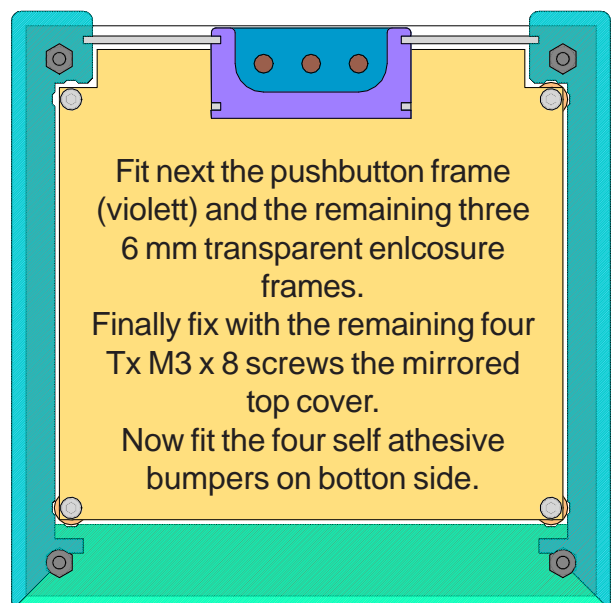 Fit next the pushbutton frame
(violett) and the remaining three
6 mm transparent enlcosure
frames.
Finally fix with the remaining four
Tx M3 x 8 screws the mirrored
top cover.
Now fit the four self athesive
bumpers on botton side.